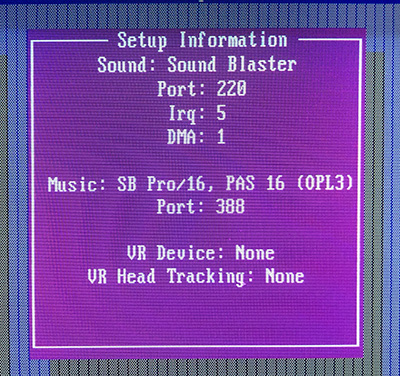 Setup Information
Sound: Sound Blaster
Port: 220
Irq: 5
DMA: 1
Music: SB Pro/16, PAS 16 (OPL3)
Port: 388
VR Device: None
VR Head Tracking: None